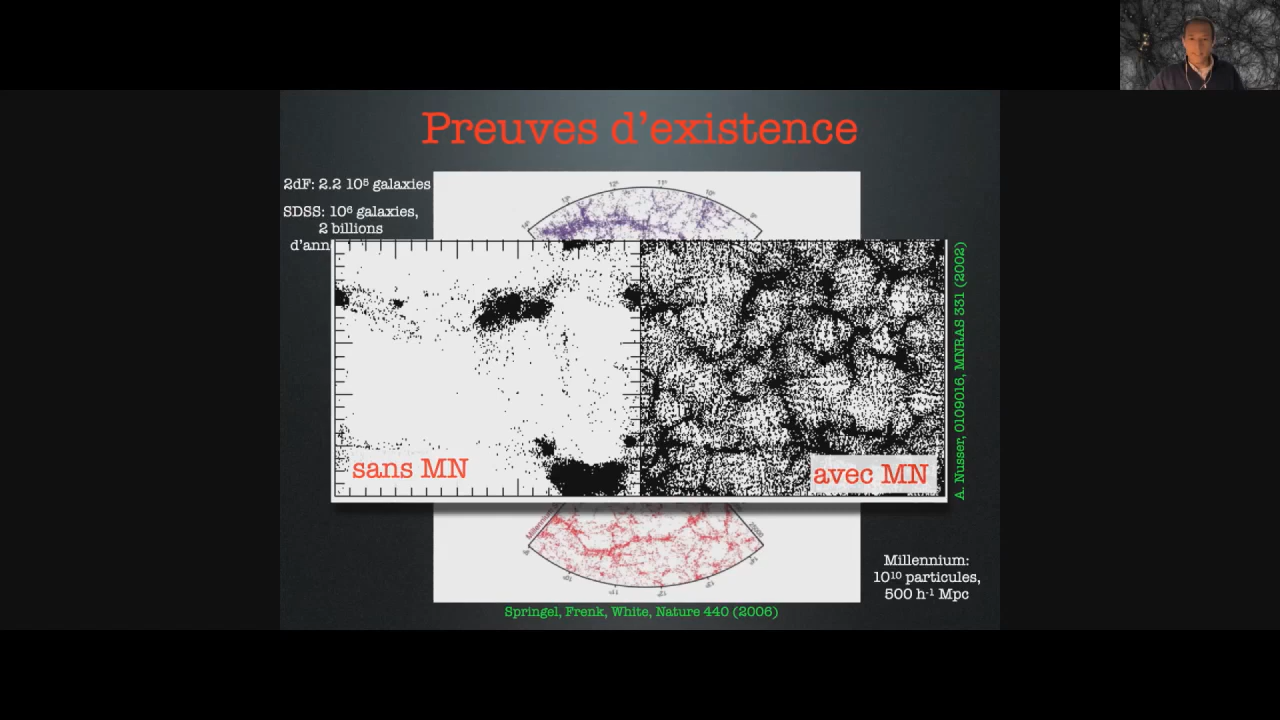 Preuves d'existence
2dF: 2.2 10⁵ galaxies
SDSS: 10⁶ galaxies,
2 billions
d'ann
sans MN
avec MN
A. Nusser, 0109016, MNRAS 331 (2002)
Millennium:
10¹⁰ particules,
500 h⁻¹ Mpc
Springel, Frenk, White, Nature 440 (2006)